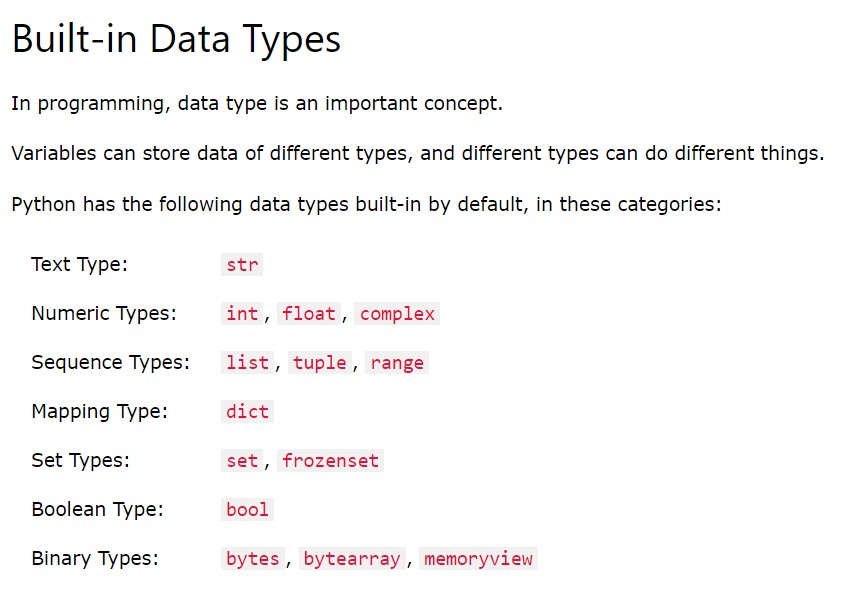 Built-in Data Types
In programming, data type is an important concept.
Variables can store data of different types, and different types can do different things.
Python has the following data types built-in by default, in these categories:
Text Type: str
Numeric Types: int, float, complex
Sequence Types: list, tuple, range
Mapping Type: dict
Set Types: set, frozenset
Boolean Type: bool
Binary Types: bytes, bytearray, memoryview